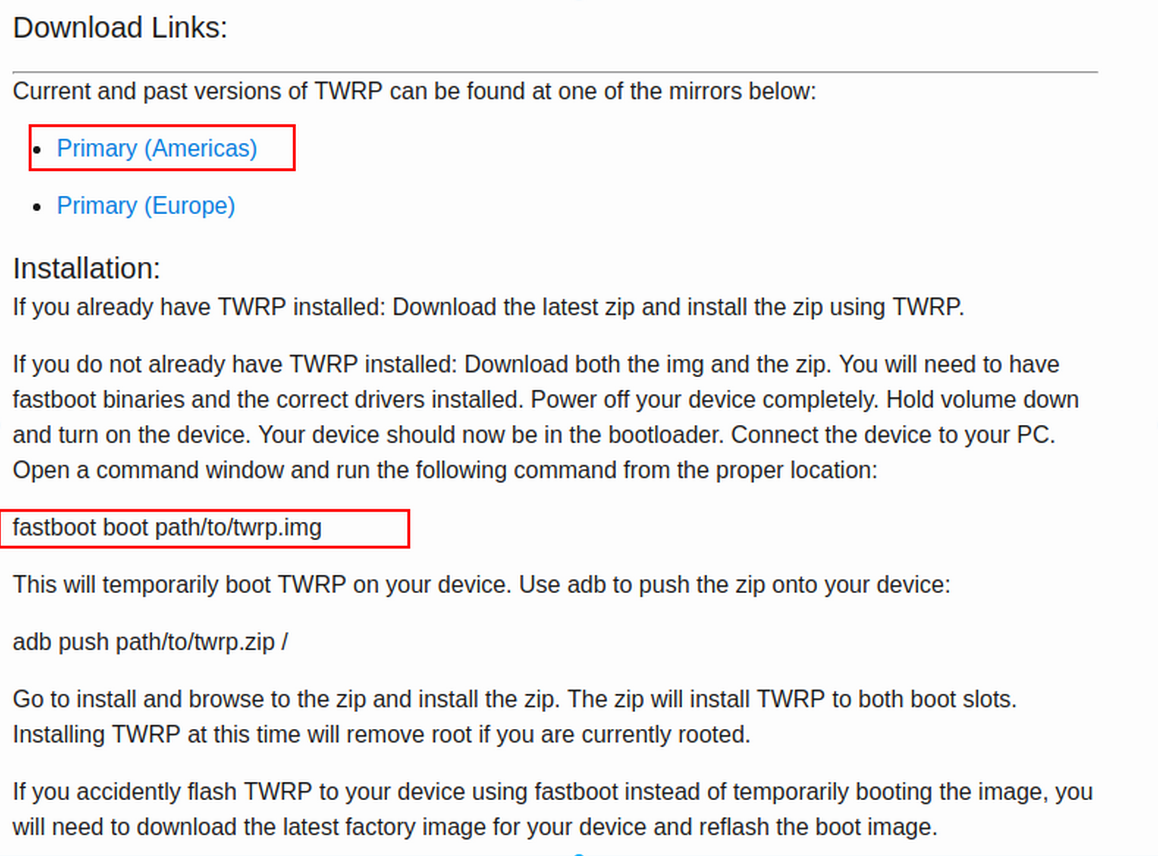 Download Links:
Current and past versions of TWRP can be found at one of the mirrors below:
Primary (Americas)
Primary (Europe)
Installation:
If you already have TWRP installed: Download the latest zip and install the zip using TWRP.
If you do not already have TWRP installed: Download both the img and the zip. You will need to have
fastboot binaries and the correct drivers installed. Power off your device completely. Hold volume down
and turn on the device. Your device should now be in the bootloader. Connect the device to your PC.
Open a command window and run the following command from the proper location:
fastboot boot path/to/twrp.img
This will temporarily boot TWRP on your device. Use adb to push the zip onto your device:
adb push path/to/twrp.zip /
Go to install and browse to the zip and install the zip. The zip will install TWRP to both boot slots.
Installing TWRP at this time will remove root if you are currently rooted.
If you accidently flash TWRP to your device using fastboot instead of temporarily booting the image, you
will need to download the latest factory image for your device and reflash the boot image.